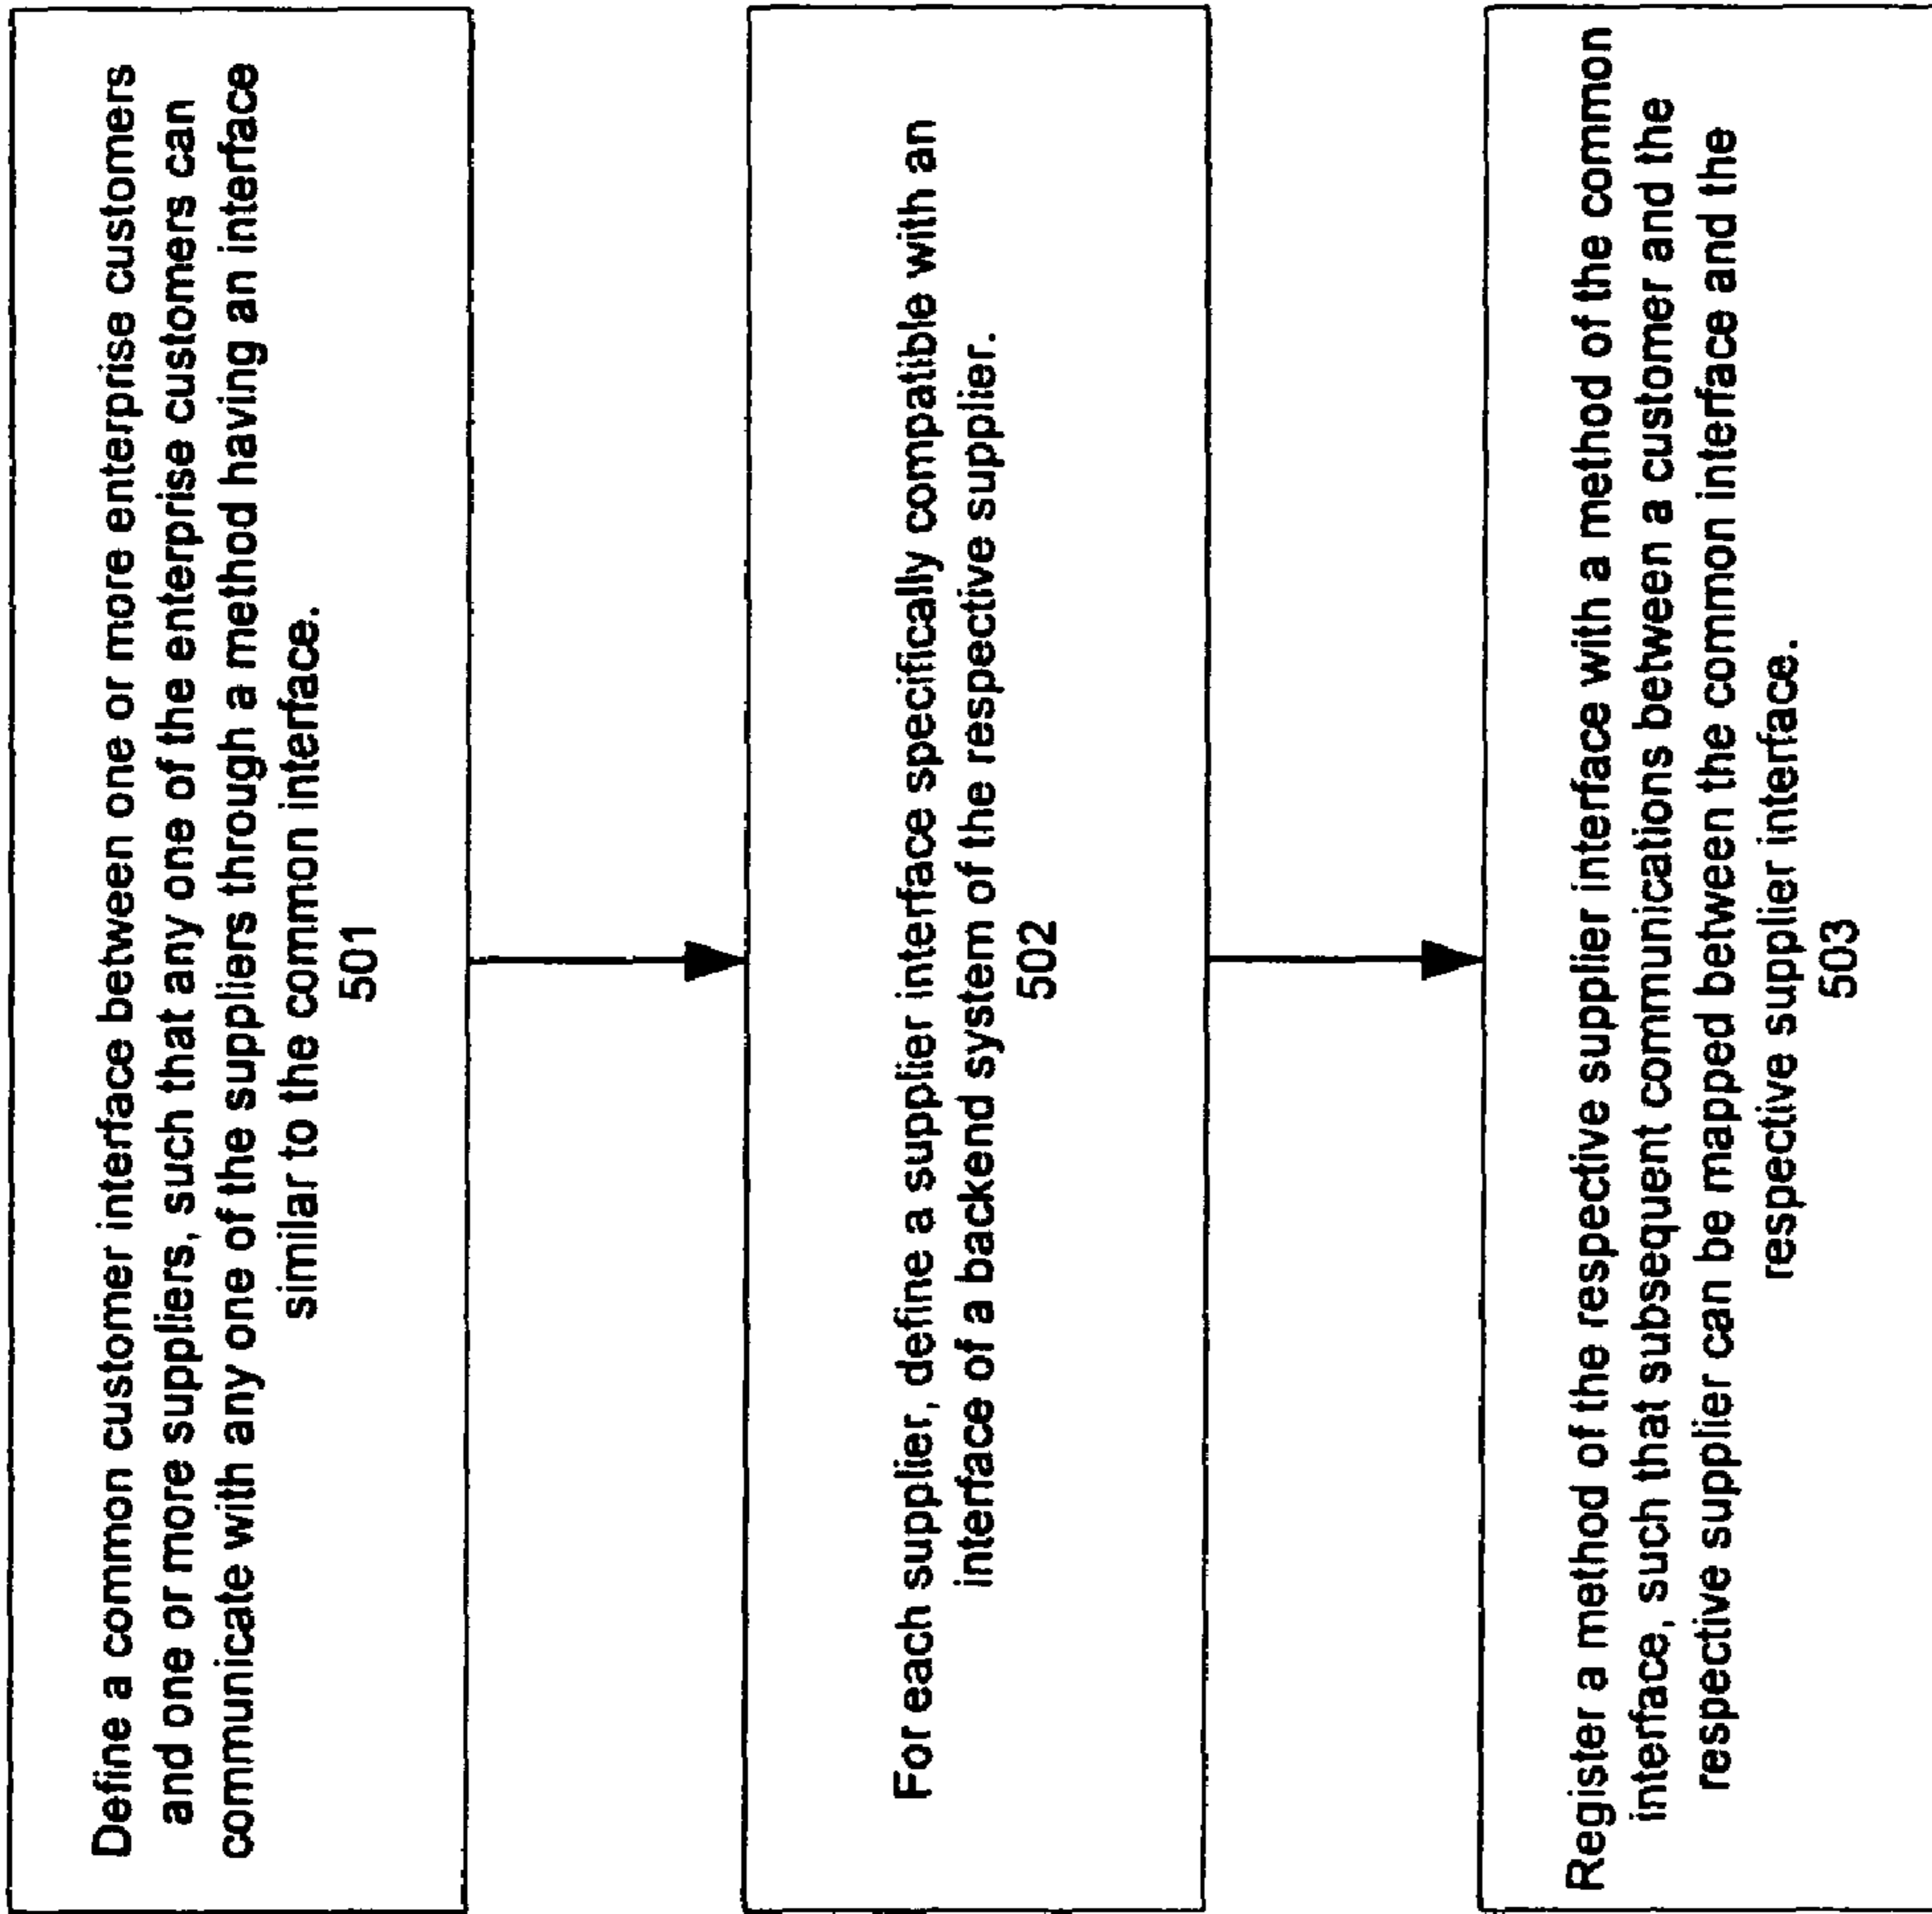 Define a common customer interface between one or more enterprise customers
and one or more suppliers, such that any one of the enterprise customers can
communicate with any one of the suppliers through a method having an interface
similar to the common interface.
501
For each supplier, define a supplier interface specifically compatible with an
interface of a backend system of the respective supplier.
502
Register a method of the respective supplier interface with a method of the common
interface, such that subsequent communications between a customer and the
respective supplier can be mapped between the common interface and the
respective supplier interface.
503